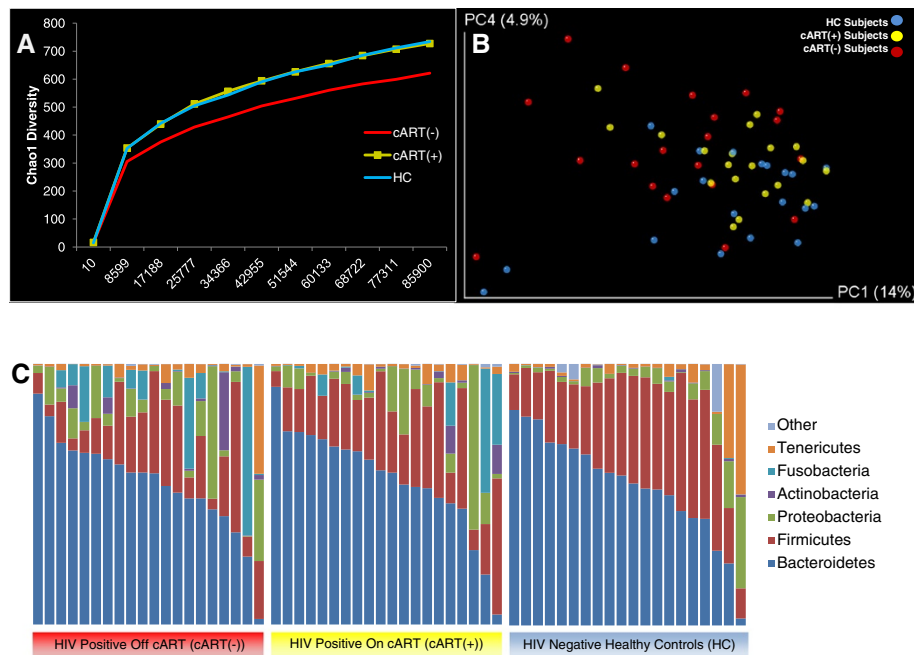 A
Chao1 Diversity
800
700
600
500
400
300
200
100
0
10
8599
17188
25777
34366
42955
51544
60133
68722
77311
85900
cART(-)
cART(+)
HC
B
PC4 (4.9%)
HC Subjects
cART(+) Subjects
cART(-) Subjects
PC1 (14%)
C
Other
Tenericutes
Fusobacteria
Actinobacteria
Proteobacteria
Firmicutes
Bacteroidetes
HIV Positive Off cART (cART(-))
HIV Positive On cART (cART(+))
HIV Negative Healthy Controls (HC)